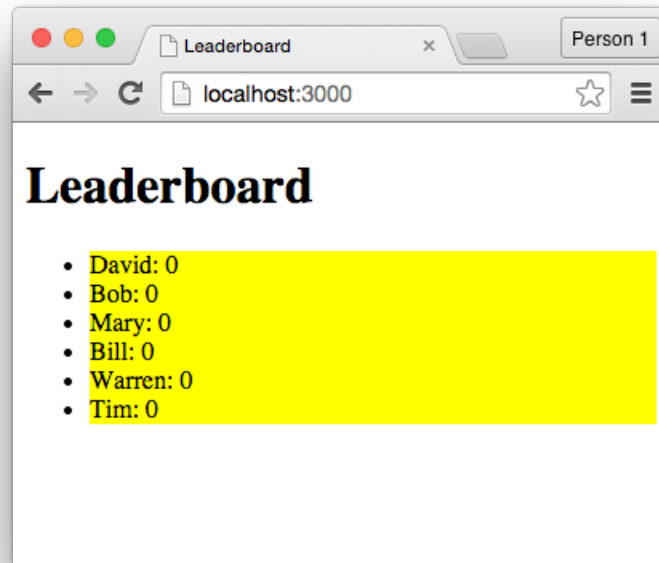 Leaderboard
Person 1
localhost:3000
Leaderboard
David: 0
Bob: 0
Mary: 0
Bill: 0
Warren: 0
Tim: 0